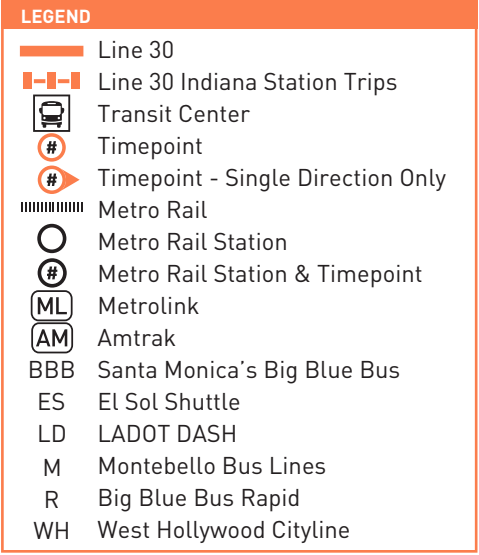 LEGEND
Line 30
Line 30 Indiana Station Trips
Transit Center
# Timepoint
# Timepoint - Single Direction Only
Metro Rail
Metro Rail Station
# Metro Rail Station & Timepoint
ML Metrolink
AM Amtrak
BBB Santa Monica's Big Blue Bus
ES El Sol Shuttle
LD LADOT DASH
M Montebello Bus Lines
R Big Blue Bus Rapid
WH West Hollywood Cityline